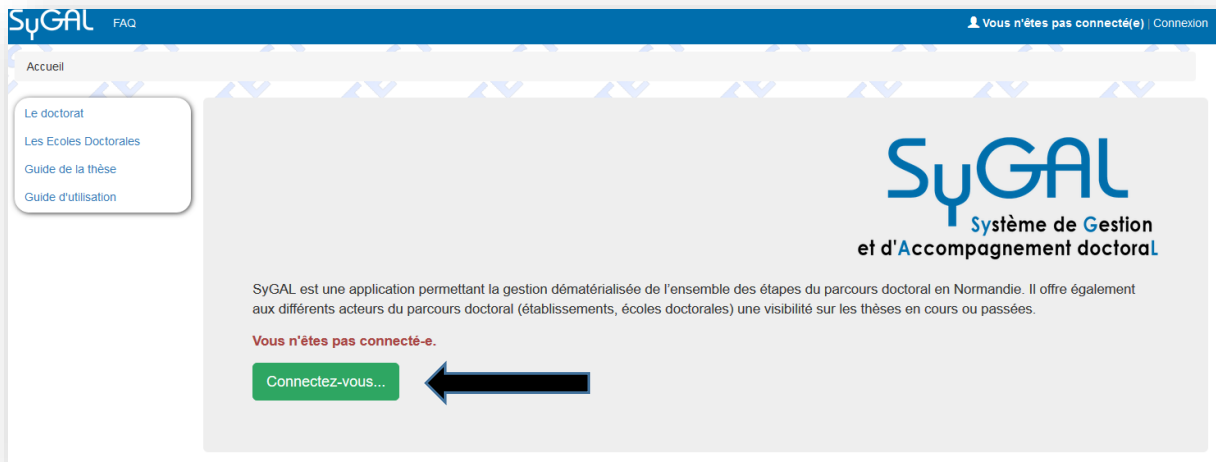 SyGAL FAQ Vous n'êtes pas connecté(e) | Connexion
Accueil
Le doctorat
Les Ecoles Doctorales
Guide de la thèse
Guide d'utilisation
SyGAL
Système de Gestion
et d'Accompagnement doctoraL
SyGAL est une application permettant la gestion dématérialisée de l'ensemble des étapes du parcours doctoral en Normandie. Il offre également
aux différents acteurs du parcours doctoral (établissements, écoles doctorales) une visibilité sur les thèses en cours ou passées.
Vous n'êtes pas connecté-e.
Connectez-vous...